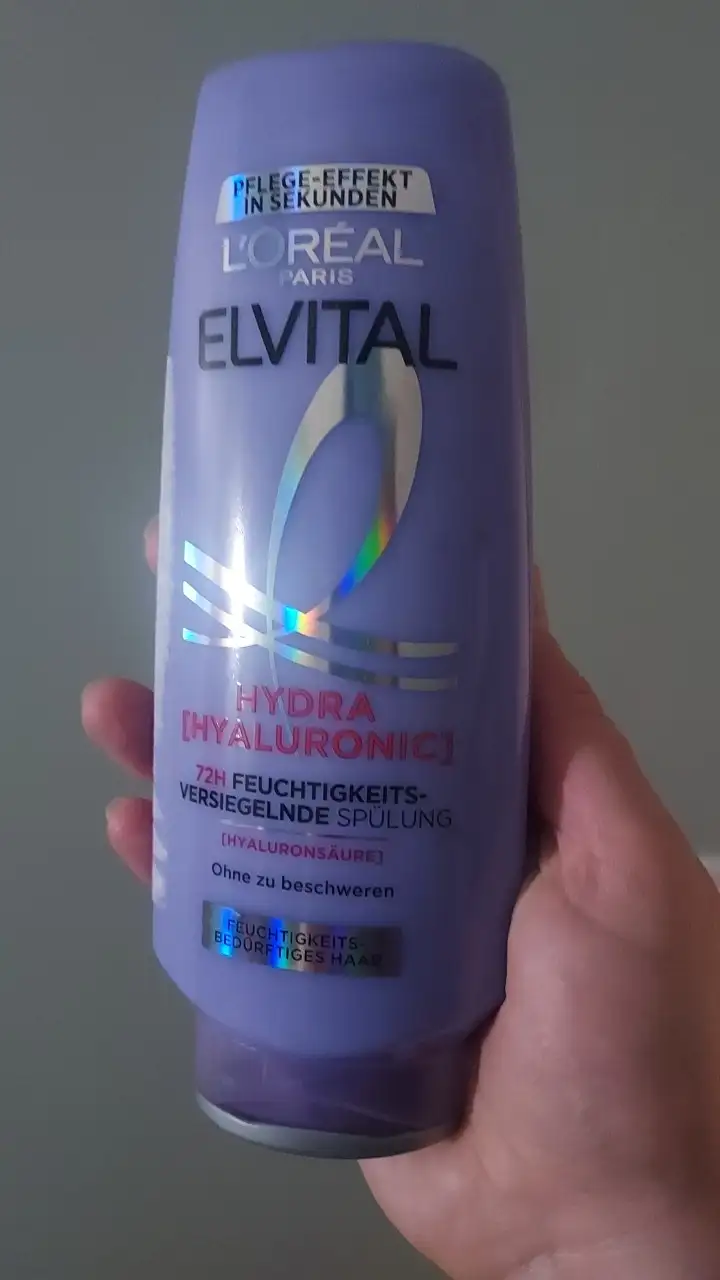 PFLEGE-EFFEKT
IN SEKUNDEN
L'ORÉAL
PARIS
ELVITAL
HYDRA
[HYALURONIC]
72H FEUCHTIGKEITS-
VERSIEGELNDE SPÜLUNG
[HYALURONSÄURE]
Ohne zu beschweren
FEUCHTIGKEITS-
BEDÜRFTIGES HAAR